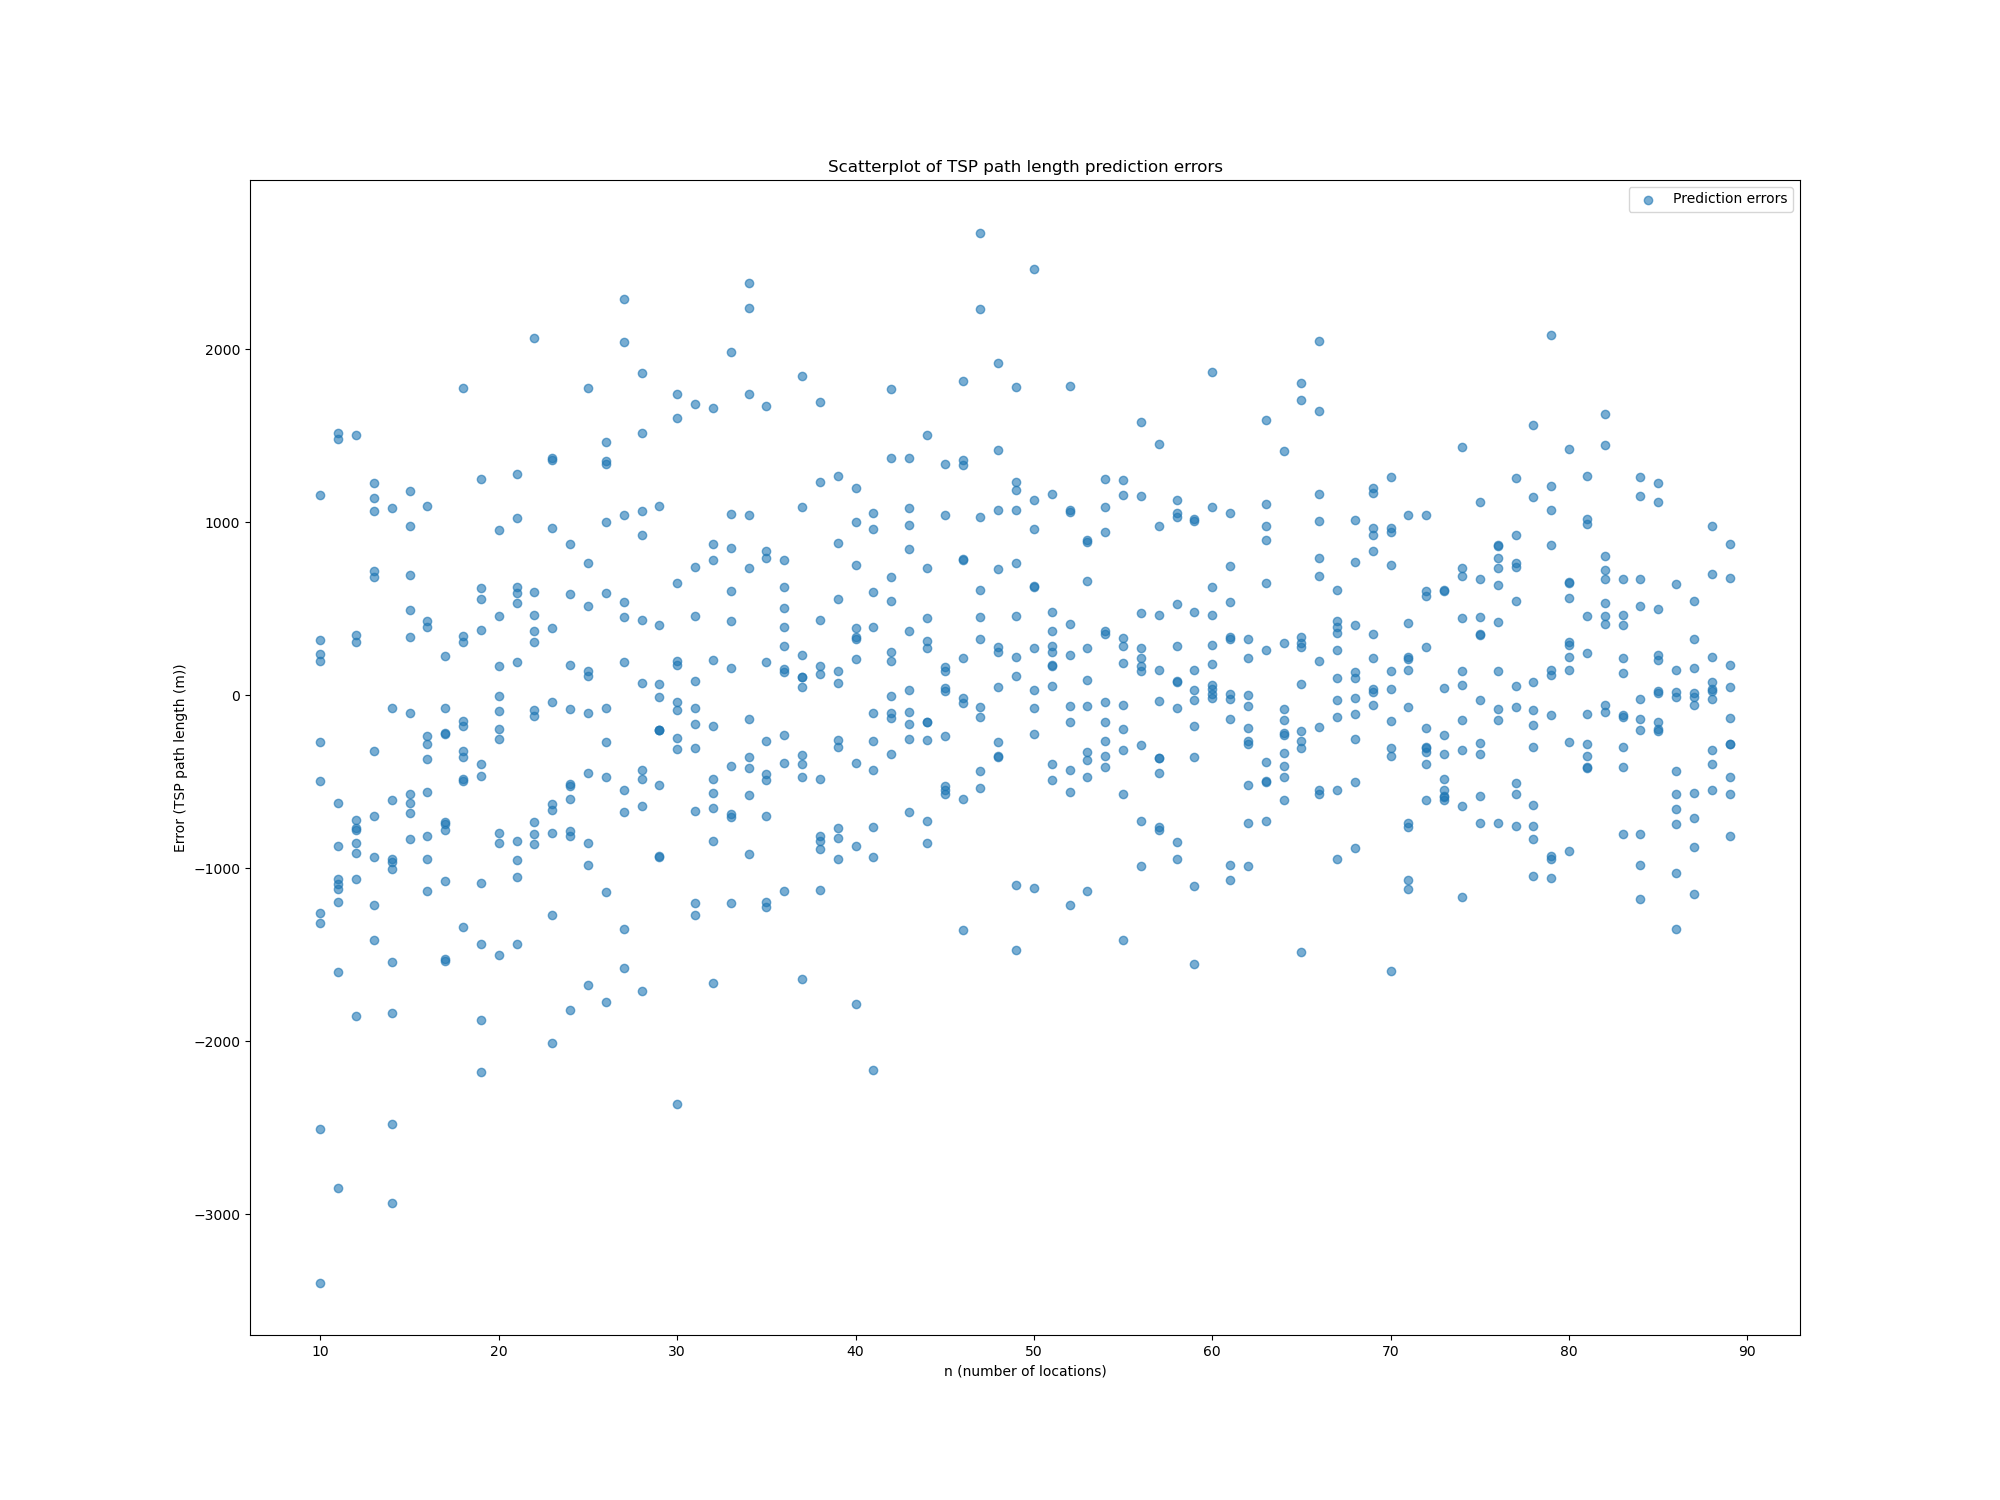 Scatterplot of TSP path length prediction errors
Prediction errors
2000
1000
0
−1000
−2000
−3000
Error (TSP path length (m))
10 20 30 40 50 60 70 80 90
n (number of locations)